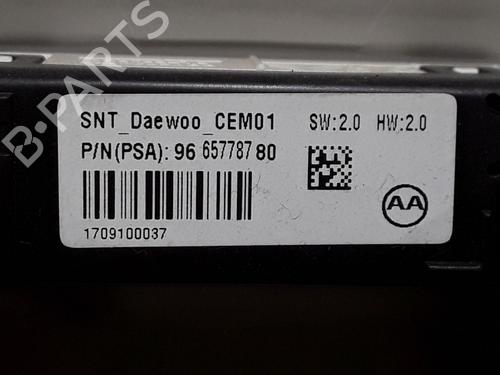 B-PARTS
SNT_Daewoo_CEM01 SW:2.0 HW:2.0
P/N(PSA): 96 657787 80
AA
1709100037